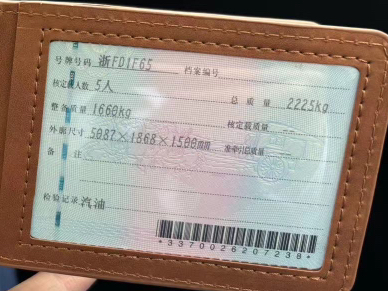 号牌号码 浙FD1F65 档案编号
核定载人数 5人 总质量 2225kg
整备质量 1660kg 核定载质量 --
外廓尺寸 5087×1868×1500mm 准牵引总质量 --
备注
检验记录 汽油
*3370026207238*